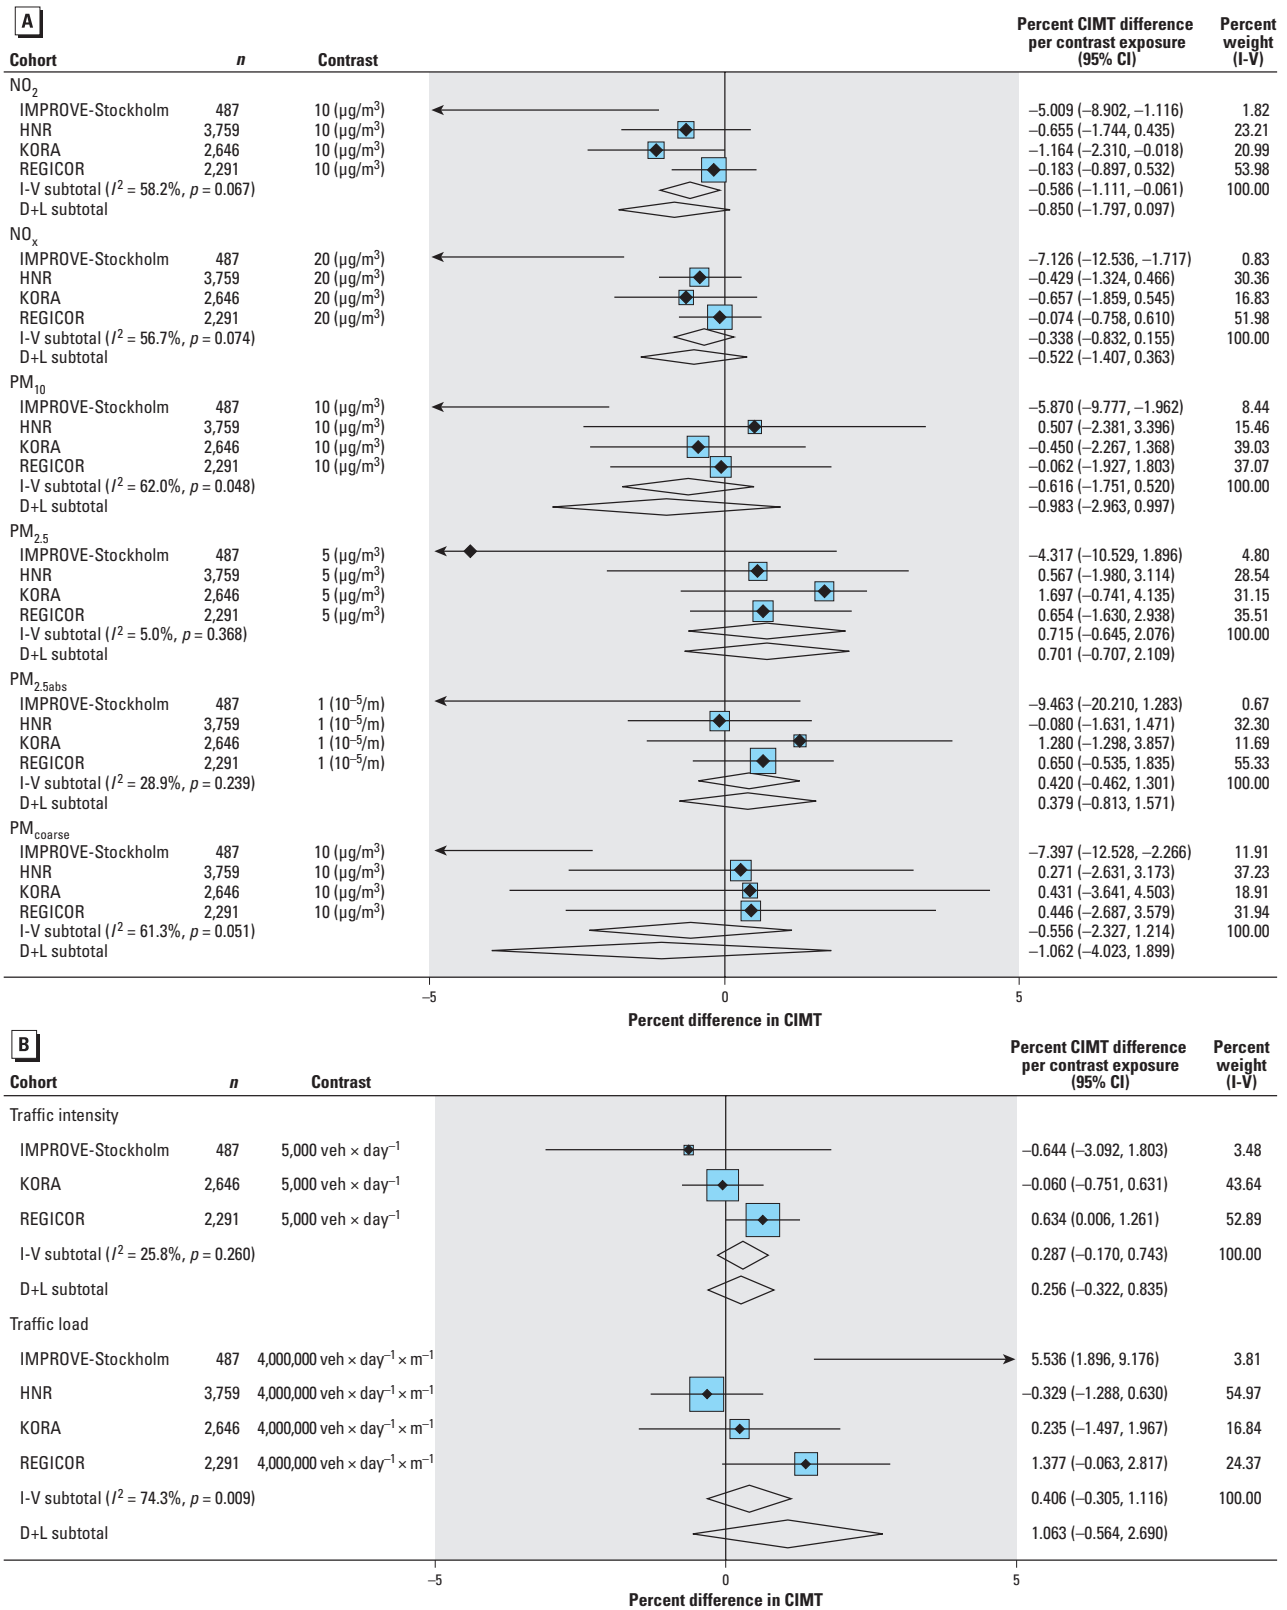 A
Cohort n Contrast Percent CIMT difference per contrast exposure (95% CI) Percent weight (I-V)
NO2
IMPROVE-Stockholm 487 10 (µg/m3) –5.009 (–8.902, –1.116) 1.82
HNR 3,759 10 (µg/m3) –0.655 (–1.744, 0.435) 23.21
KORA 2,646 10 (µg/m3) –1.164 (–2.310, –0.018) 20.99
REGICOR 2,291 10 (µg/m3) –0.183 (–0.897, 0.532) 53.98
I-V subtotal (I2 = 58.2%, p = 0.067) –0.586 (–1.111, –0.061) 100.00
D+L subtotal –0.850 (–1.797, 0.097)
NOx
IMPROVE-Stockholm 487 20 (µg/m3) –7.126 (–12.536, –1.717) 0.83
HNR 3,759 20 (µg/m3) –0.429 (–1.324, 0.466) 30.36
KORA 2,646 20 (µg/m3) –0.657 (–1.859, 0.545) 16.83
REGICOR 2,291 20 (µg/m3) –0.074 (–0.758, 0.610) 51.98
I-V subtotal (I2 = 56.7%, p = 0.074) –0.338 (–0.832, 0.155) 100.00
D+L subtotal –0.522 (–1.407, 0.363)
PM10
IMPROVE-Stockholm 487 10 (µg/m3) –5.870 (–9.777, –1.962) 8.44
HNR 3,759 10 (µg/m3) 0.507 (–2.381, 3.396) 15.46
KORA 2,646 10 (µg/m3) –0.450 (–2.267, 1.368) 39.03
REGICOR 2,291 10 (µg/m3) –0.062 (–1.927, 1.803) 37.07
I-V subtotal (I2 = 62.0%, p = 0.048) –0.616 (–1.751, 0.520) 100.00
D+L subtotal –0.983 (–2.963, 0.997)
PM2.5
IMPROVE-Stockholm 487 5 (µg/m3) –4.317 (–10.529, 1.896) 4.80
HNR 3,759 5 (µg/m3) 0.567 (–1.980, 3.114) 28.54
KORA 2,646 5 (µg/m3) 1.697 (–0.741, 4.135) 31.15
REGICOR 2,291 5 (µg/m3) 0.654 (–1.630, 2.938) 35.51
I-V subtotal (I2 = 5.0%, p = 0.368) 0.715 (–0.645, 2.076) 100.00
D+L subtotal 0.701 (–0.707, 2.109)
PM2.5abs
IMPROVE-Stockholm 487 1 (10–5/m) –9.463 (–20.210, 1.283) 0.67
HNR 3,759 1 (10–5/m) –0.080 (–1.631, 1.471) 32.30
KORA 2,646 1 (10–5/m) 1.280 (–1.298, 3.857) 11.69
REGICOR 2,291 1 (10–5/m) 0.650 (–0.535, 1.835) 55.33
I-V subtotal (I2 = 28.9%, p = 0.239) 0.420 (–0.462, 1.301) 100.00
D+L subtotal 0.379 (–0.813, 1.571)
PMcoarse
IMPROVE-Stockholm 487 10 (µg/m3) –7.397 (–12.528, –2.266) 11.91
HNR 3,759 10 (µg/m3) 0.271 (–2.631, 3.173) 37.23
KORA 2,646 10 (µg/m3) 0.431 (–3.641, 4.503) 18.91
REGICOR 2,291 10 (µg/m3) 0.446 (–2.687, 3.579) 31.94
I-V subtotal (I2 = 61.3%, p = 0.051) –0.556 (–2.327, 1.214) 100.00
D+L subtotal –1.062 (–4.023, 1.899)
–5 0 5
Percent difference in CIMT
B
Cohort n Contrast Percent CIMT difference per contrast exposure (95% CI) Percent weight (I-V)
Traffic intensity
IMPROVE-Stockholm 487 5,000 veh × day–1 –0.644 (–3.092, 1.803) 3.48
KORA 2,646 5,000 veh × day–1 –0.060 (–0.751, 0.631) 43.64
REGICOR 2,291 5,000 veh × day–1 0.634 (0.006, 1.261) 52.89
I-V subtotal (I2 = 25.8%, p = 0.260) 0.287 (–0.170, 0.743) 100.00
D+L subtotal 0.256 (–0.322, 0.835)
Traffic load
IMPROVE-Stockholm 487 4,000,000 veh × day–1 × m–1 5.536 (1.896, 9.176) 3.81
HNR 3,759 4,000,000 veh × day–1 × m–1 –0.329 (–1.288, 0.630) 54.97
KORA 2,646 4,000,000 veh × day–1 × m–1 0.235 (–1.497, 1.967) 16.84
REGICOR 2,291 4,000,000 veh × day–1 × m–1 1.377 (–0.063, 2.817) 24.37
I-V subtotal (I2 = 74.3%, p = 0.009) 0.406 (–0.305, 1.116) 100.00
D+L subtotal 1.063 (–0.564, 2.690)
–5 0 5
Percent difference in CIMT